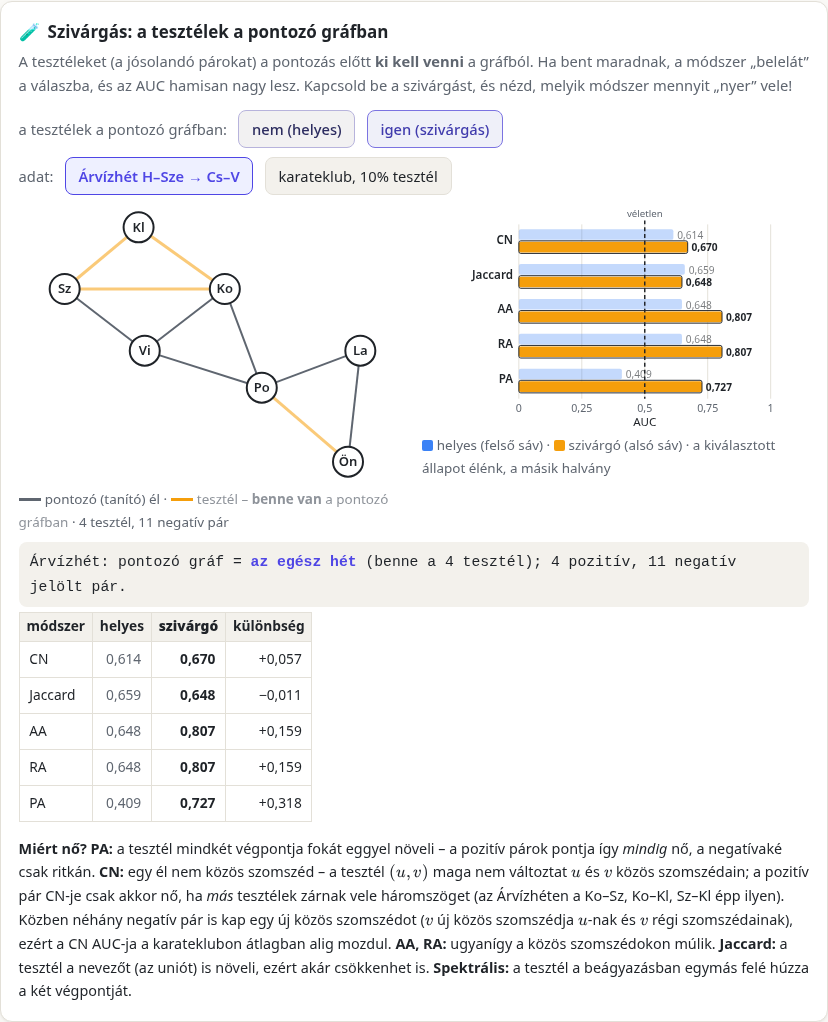 🧪 Szivárgás: a tesztélek a pontozó gráfban
A tesztéleket (a jósolandó párokat) a pontozás előtt ki kell venni a gráfból. Ha bent maradnak, a módszer „belelát”
a válaszba, és az AUC hamisan nagy lesz. Kapcsold be a szivárgást, és nézd, melyik módszer mennyit „nyer” vele!
a tesztélek a pontozó gráfban: nem (helyes) igen (szivárgás)
adat: Árvízhét H–Sze → Cs–V karateklub, 10% tesztél
Kl
Sz
Ko
Vi
La
Po
Ön
véletlen
CN 0,614
0,670
Jaccard 0,659
0,648
AA 0,648
0,807
RA 0,648
0,807
PA 0,409
0,727
0 0,25 0,5 0,75 1
AUC
helyes (felső sáv) · szivárgó (alsó sáv) · a kiválasztott
állapot élénk, a másik halvány
pontozó (tanító) él · tesztél – benne van a pontozó
gráfban · 4 tesztél, 11 negatív pár
Árvízhét: pontozó gráf = az egész hét (benne a 4 tesztél); 4 pozitív, 11 negatív
jelölt pár.
módszer helyes szivárgó különbség
CN 0,614 0,670 +0,057
Jaccard 0,659 0,648 −0,011
AA 0,648 0,807 +0,159
RA 0,648 0,807 +0,159
PA 0,409 0,727 +0,318
Miért nő? PA: a tesztél mindkét végpontja fokát eggyel növeli – a pozitív párok pontja így mindig nő, a negatívaké
csak ritkán. CN: egy él nem közös szomszéd – a tesztél (u, v) maga nem változtat u és v közös szomszédain; a pozitív
pár CN-je csak akkor nő, ha más tesztélek zárnak vele háromszöget (az Árvízhéten a Ko–Sz, Ko–Kl, Sz–Kl épp ilyen).
Közben néhány negatív pár is kap egy új közös szomszédot (v új közös szomszédja u-nak és v régi szomszédainak),
ezért a CN AUC-ja a karateklubon átlagban alig mozdul. AA, RA: ugyanígy a közös szomszédokon múlik. Jaccard: a
tesztél a nevezőt (az uniót) is növeli, ezért akár csökkenhet is. Spektrális: a tesztél a beágyazásban egymás felé húzza
a két végpontját.